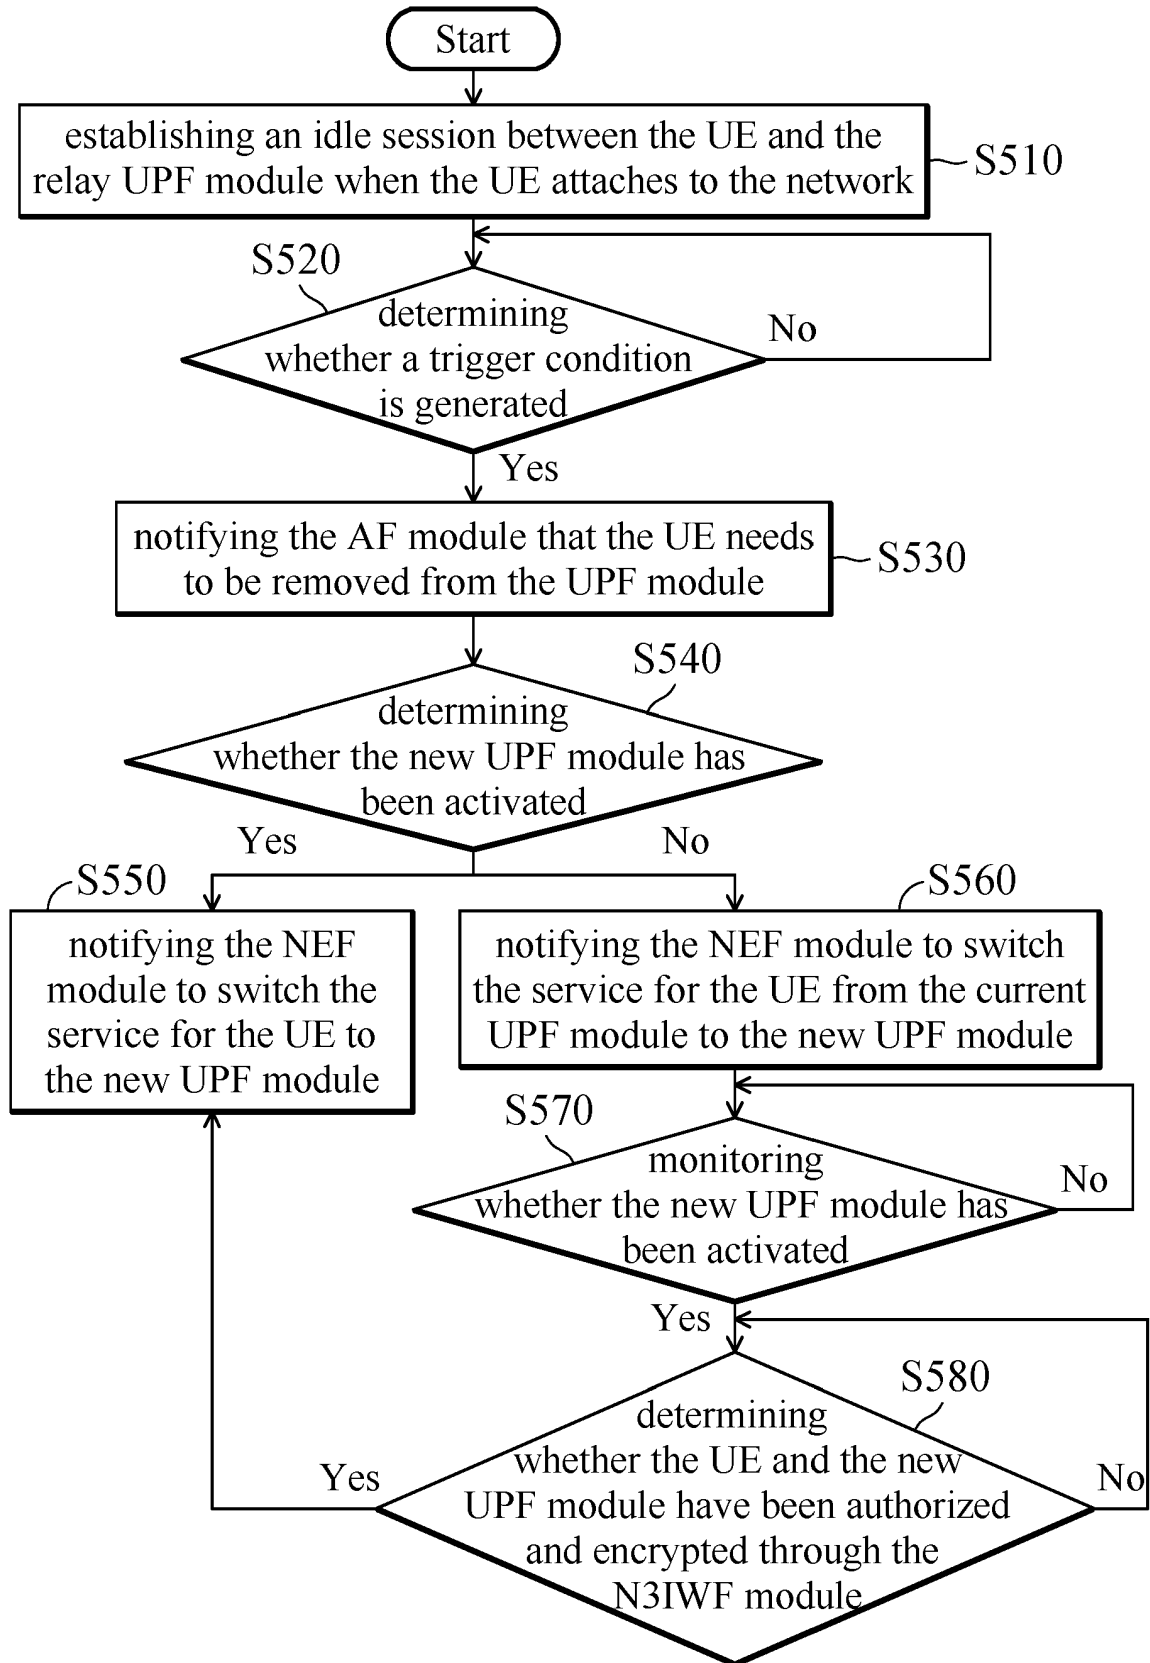 Start
establishing an idle session between the UE and the
relay UPF module when the UE attaches to the network
S510
S520
determining
whether a trigger condition
is generated
No
Yes
notifying the AF module that the UE needs
to be removed from the UPF module
S530
S540
determining
whether the new UPF module has
been activated
Yes
No
S550
notifying the NEF
module to switch the
service for the UE to
the new UPF module
S560
notifying the NEF module to switch
the service for the UE from the current
UPF module to the new UPF module
S570
monitoring
whether the new UPF module has
been activated
No
Yes
S580
determining
whether the UE and the new
UPF module have been authorized
and encrypted through the
N3IWF module
Yes
No